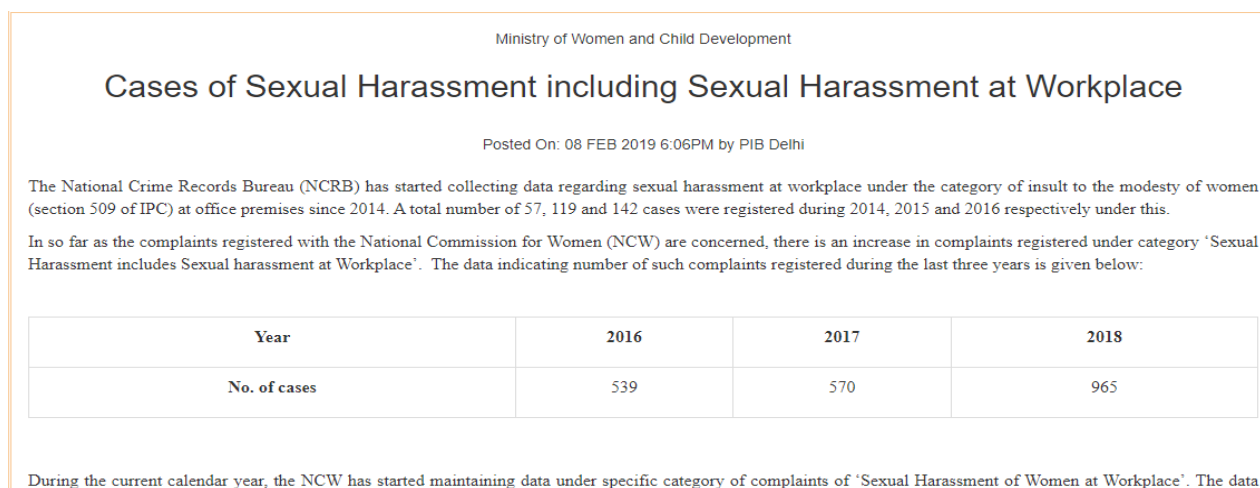 Ministry of Women and Child Development
Cases of Sexual Harassment including Sexual Harassment at Workplace
Posted On: 08 FEB 2019 6:06PM by PIB Delhi
The National Crime Records Bureau (NCRB) has started collecting data regarding sexual harassment at workplace under the category of insult to the modesty of women
(section 509 of IPC) at office premises since 2014. A total number of 57, 119 and 142 cases were registered during 2014, 2015 and 2016 respectively under this.
In so far as the complaints registered with the National Commission for Women (NCW) are concerned, there is an increase in complaints registered under category ‘Sexual
Harassment includes Sexual harassment at Workplace’. The data indicating number of such complaints registered during the last three years is given below:
Year 2016 2017 2018
No. of cases 539 570 965
During the current calendar year, the NCW has started maintaining data under specific category of complaints of ‘Sexual Harassment of Women at Workplace’. The data